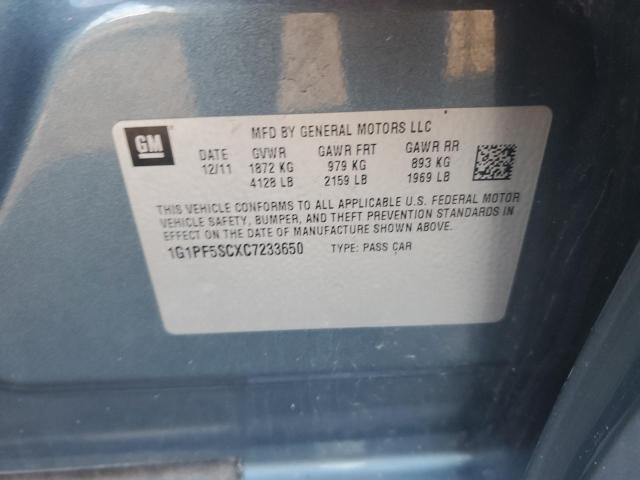 GM
MFD BY GENERAL MOTORS LLC
DATE GVWR GAWR FRT GAWR RR
12/11 1872 KG 979 KG 893 KG
4128 LB 2159 LB 1969 LB
THIS VEHICLE CONFORMS TO ALL APPLICABLE U.S. FEDERAL MOTOR
VEHICLE SAFETY, BUMPER, AND THEFT PREVENTION STANDARDS IN
EFFECT ON THE DATE OF MANUFACTURE SHOWN ABOVE.
1G1PF5SCXC7233650 TYPE: PASS CAR